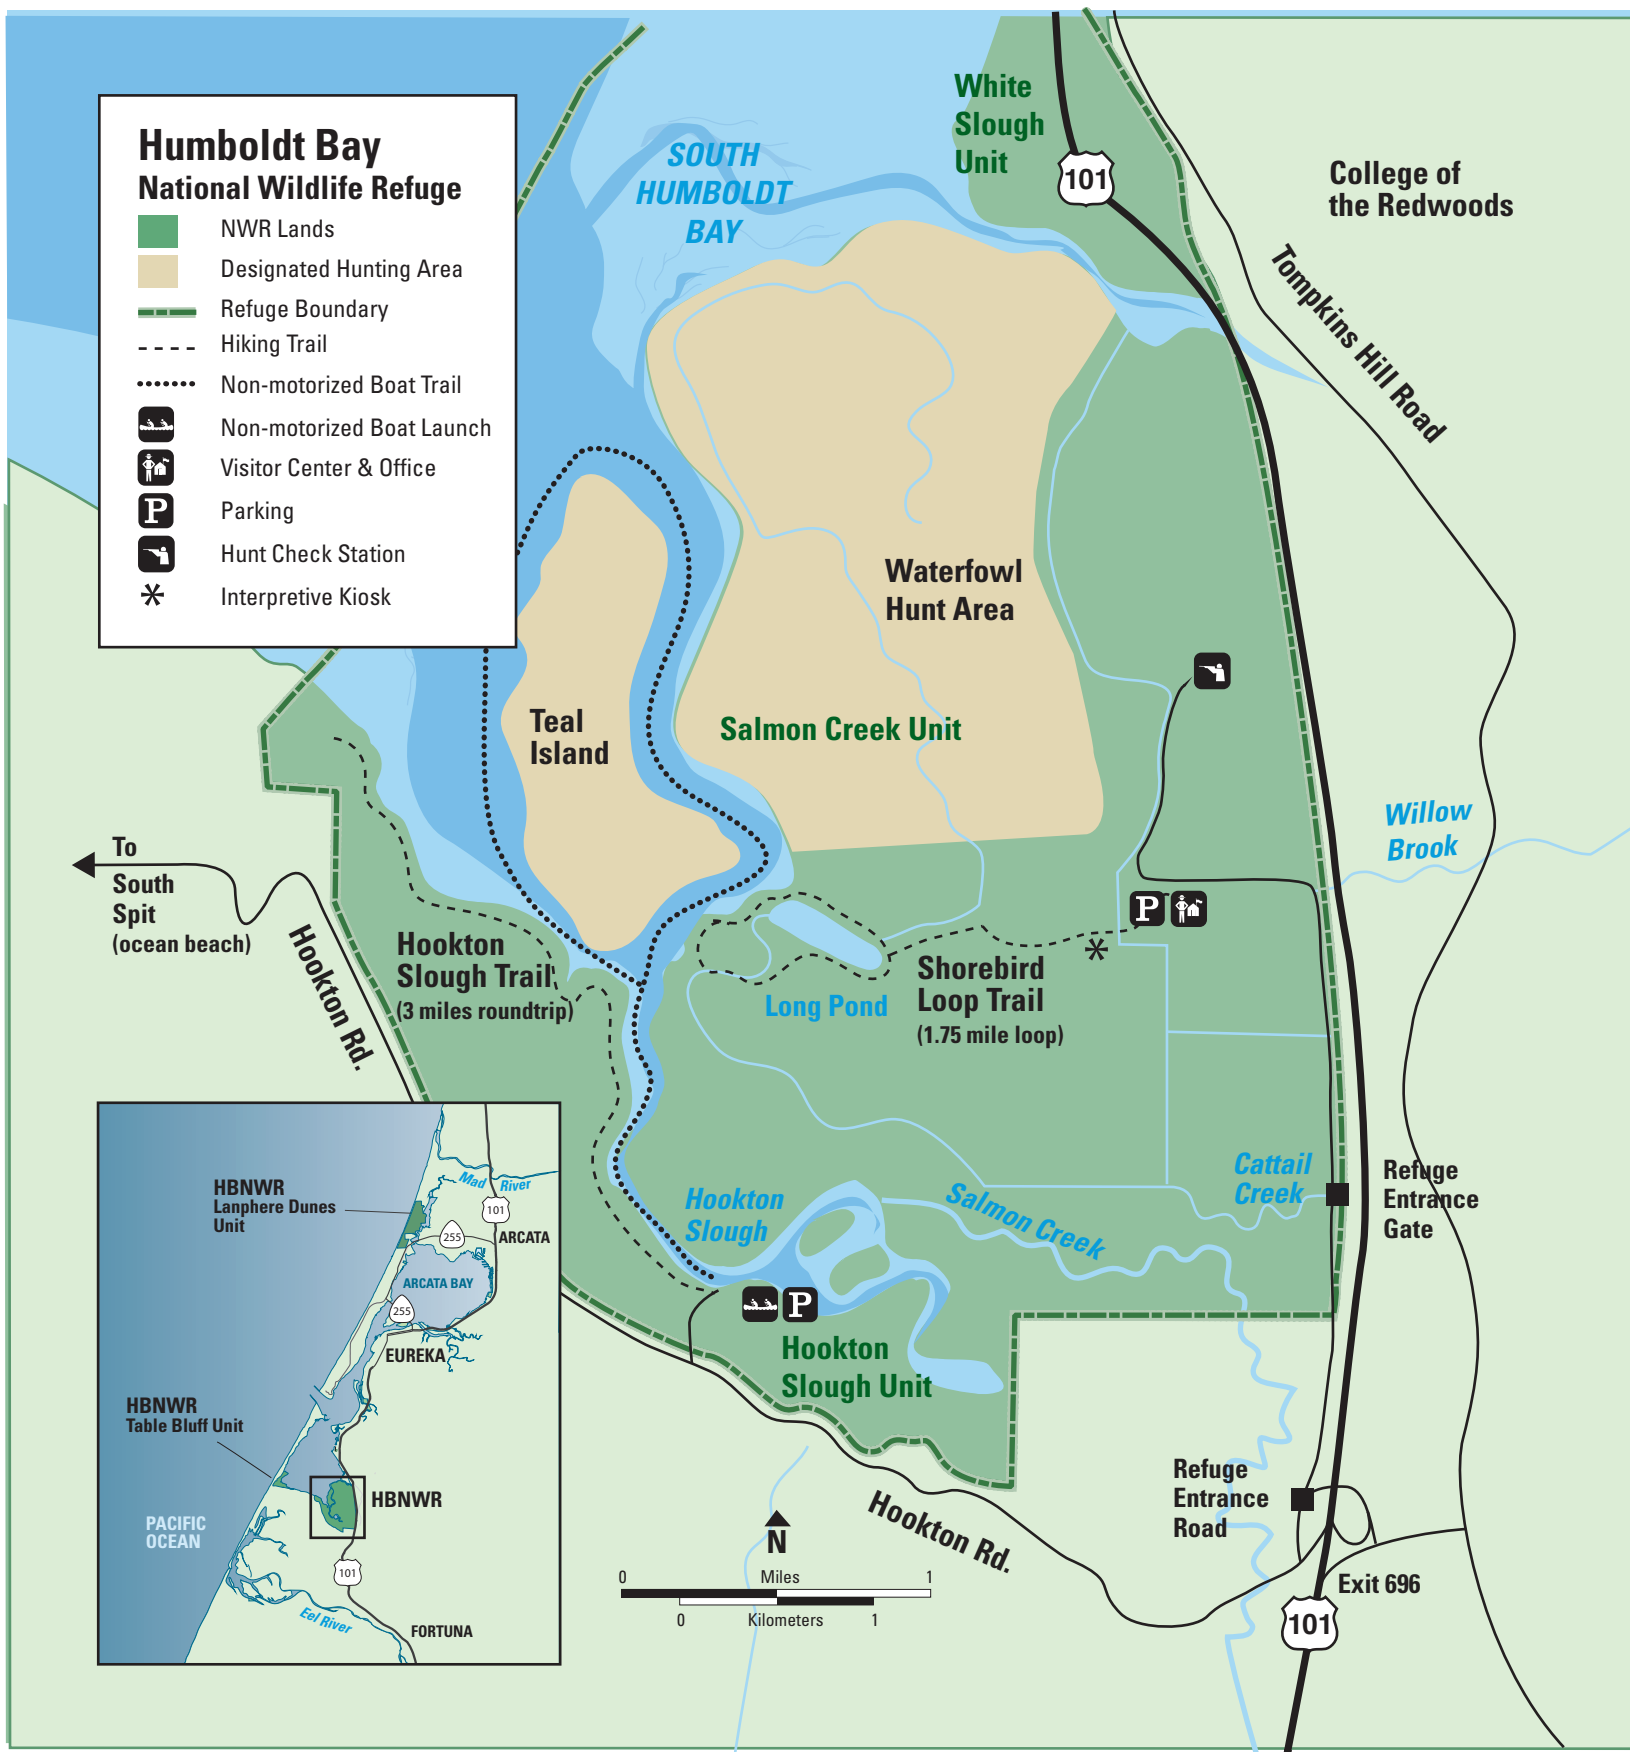 Humboldt Bay
National Wildlife Refuge
NWR Lands
Designated Hunting Area
Refuge Boundary
Hiking Trail
Non-motorized Boat Trail
Non-motorized Boat Launch
Visitor Center & Office
P
Parking
Hunt Check Station
Interpretive Kiosk
SOUTH
HUMBOLDT
BAY
White
Slough
Unit
101
College of
the Redwoods
Tompkins Hill Road
Waterfowl
Hunt Area
Teal
Island
Salmon Creek Unit
Willow
Brook
To
South
Spit
(ocean beach)
Hookton Rd.
Hookton
Slough Trail
(3 miles roundtrip)
P
Long Pond
Shorebird
Loop Trail
(1.75 mile loop)
Hookton
Slough
Salmon Creek
Cattail
Creek
Refuge
Entrance
Gate
P
Hookton
Slough Unit
Hookton Rd.
Refuge
Entrance
Road
Exit 696
101
N
0 Miles 1
0 Kilometers 1
HBNWR
Lanphere Dunes
Unit
Mad River
101
255
ARCATA
ARCATA BAY
255
EUREKA
HBNWR
Table Bluff Unit
HBNWR
PACIFIC
OCEAN
101
Eel River
FORTUNA